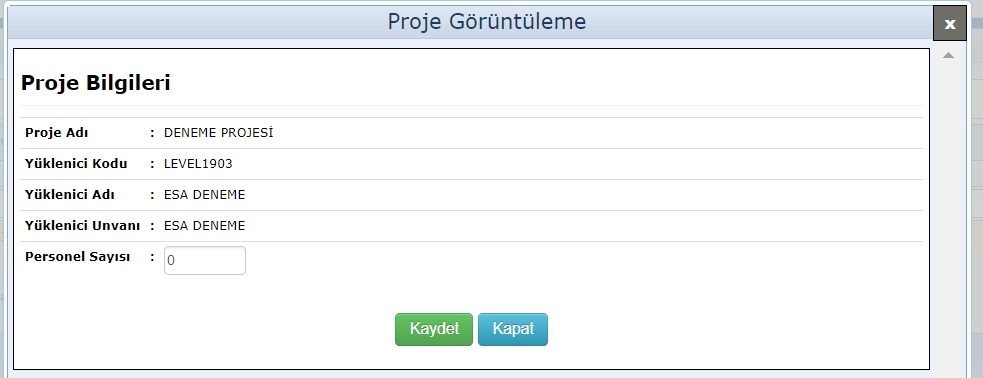 Proje Görüntüleme
x
Proje Bilgileri
Proje Adı : DENEME PROJESİ
Yüklenici Kodu : LEVEL1903
Yüklenici Adı : ESA DENEME
Yüklenici Unvanı : ESA DENEME
Personel Sayısı : 0
Kaydet Kapat